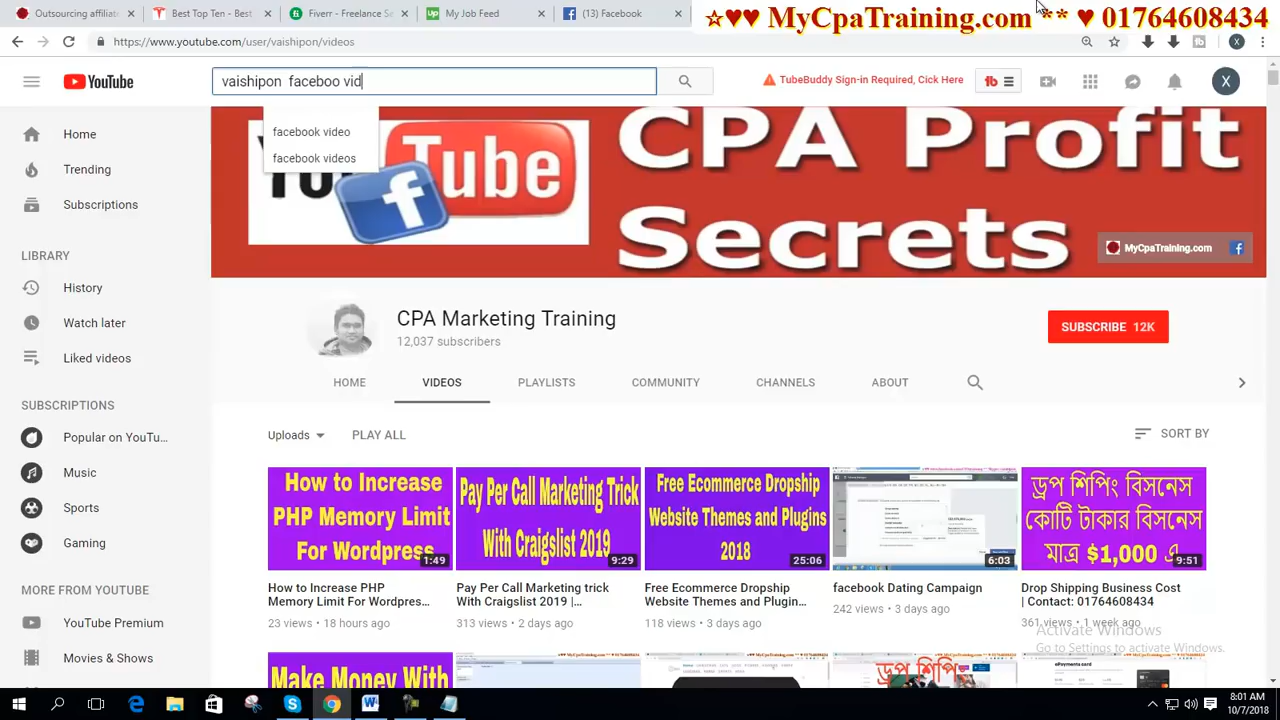 Outsourcing affiliate
Best Top Ten - Best
Fiverr - Freelance Se
My Job Feed
(13) Facebook
☆♥♥ MyCpaTraining.com ** ♥ 01764608434
https://www.youtube.com/user/vaishipon/videos
YouTube
vaishipon faceboo vid
TubeBuddy Sign-in Required, Cick Here
X
facebook video
facebook videos
Home
Trending
Subscriptions
LIBRARY
History
Watch later
Liked videos
SUBSCRIPTIONS
Popular on YouTu...
Music
Sports
MORE FROM YOUTUBE
YouTube Premium
Tube
CPA Profit
Secrets
MyCpaTraining.com
CPA Marketing Training
12,037 subscribers
SUBSCRIBE 12K
HOME
VIDEOS
PLAYLISTS
COMMUNITY
CHANNELS
ABOUT
Uploads
PLAY ALL
SORT BY
How to Increase
PHP Memory Limit
For Wordpress
5:49
How to Increase PHP
Memory Limit For Wordpres...
23 views • 18 hours ago
Pay Per Call Marketing Trick
With Craigslist 2019
9:29
Pay Per Call Marketing trick
With Craigslist 2019 |...
313 views • 2 days ago
Free Ecommerce Dropship
Website Themes and Plugins
2018
25:06
Free Ecommerce Dropship
Website Themes and Plugin...
118 views • 3 days ago
6:03
facebook Dating Campaign
242 views • 3 days ago
ড্রপ শিপিং বিসনেস
কোটি টাকার বিসনেস
মাত্র $1,000 এ
9:51
Drop Shipping Business Cost
| Contact: 01764608434
361 views • 1 week ago
Activate Windows
Go to Settings to activate Windows.
Make Money With
ড্রপ শিপিং
8:01 AM
10/7/2018